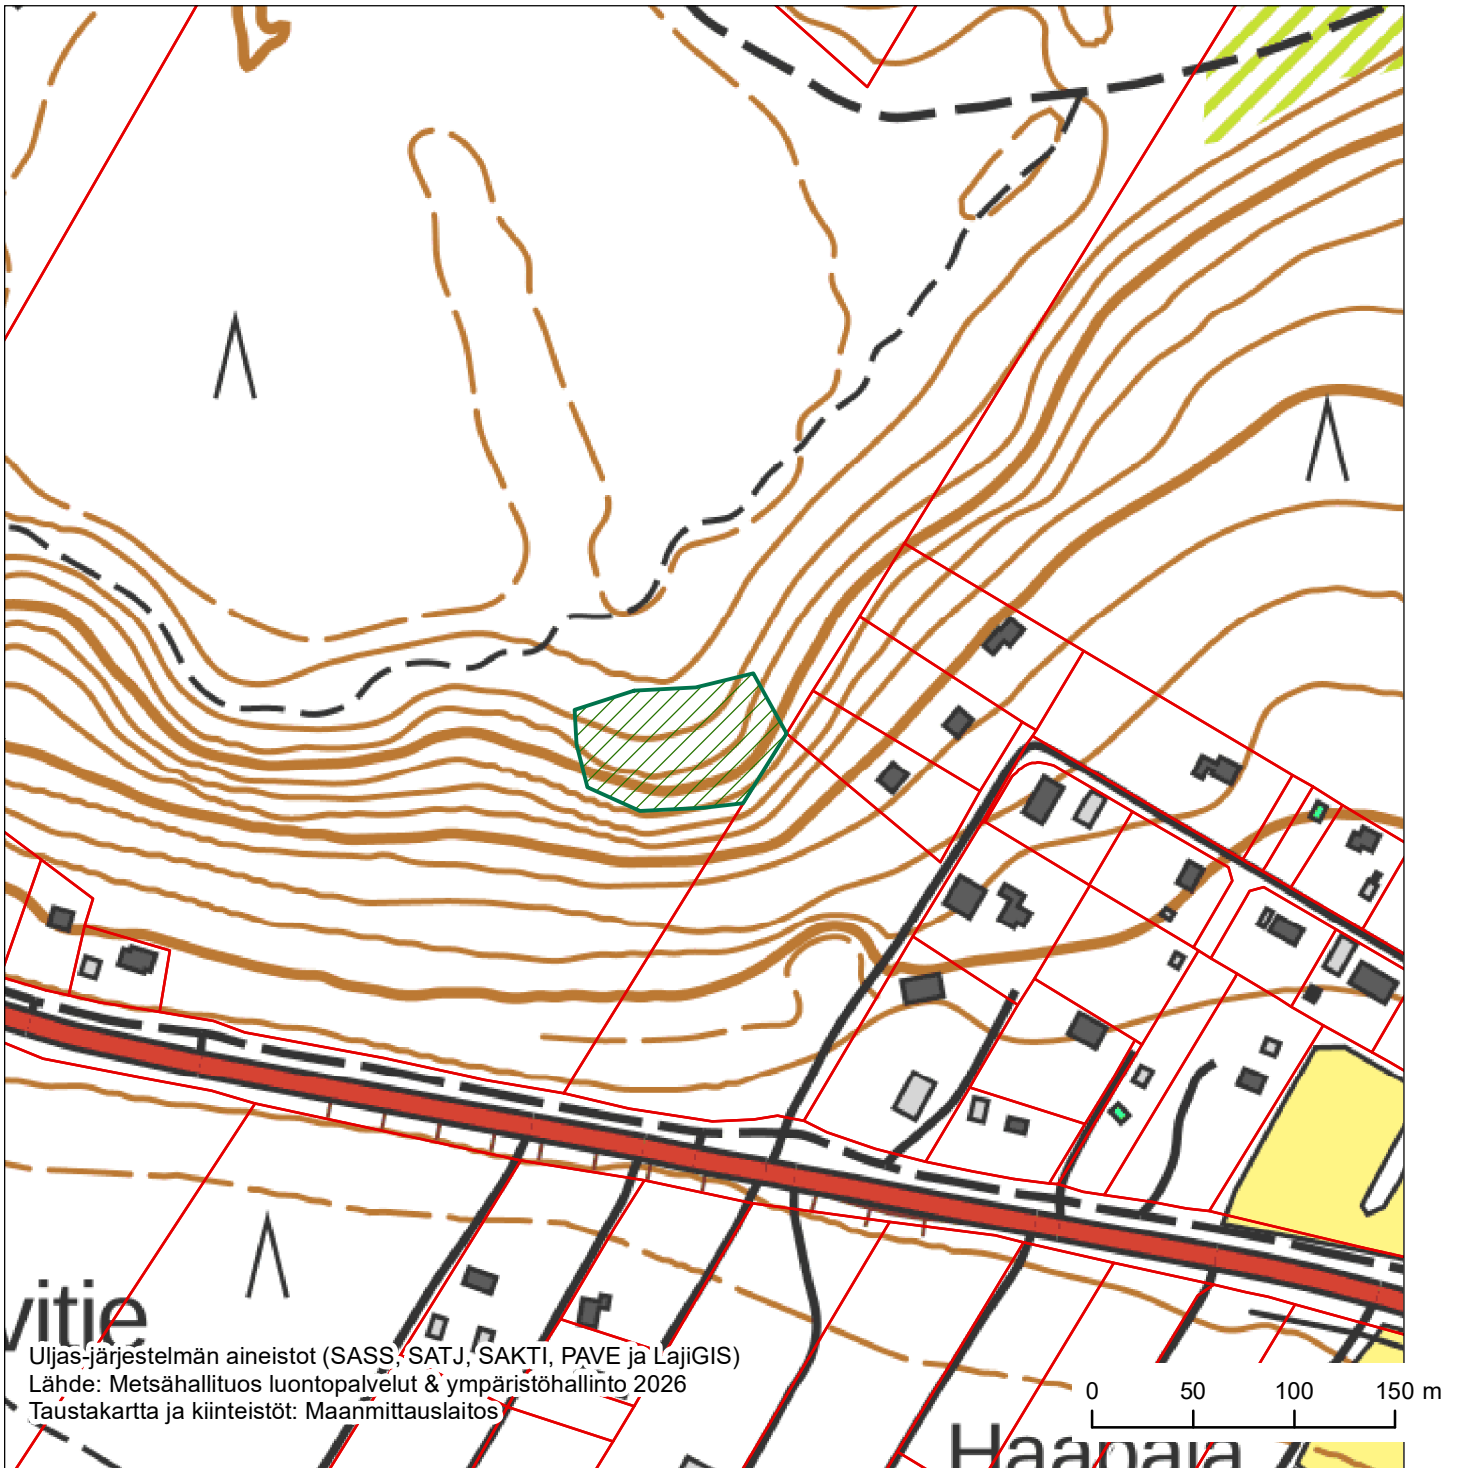 vitie
Uljas-järjestelmän aineistot (SASS, SATJ, SAKTI, PAVE ja LajiGIS)
Lähde: Metsähallituos luontopalvelut & ympäristöhallinto 2026
Taustakartta ja kiinteistöt: Maanmittauslaitos
0 50 100 150 m
Haapala